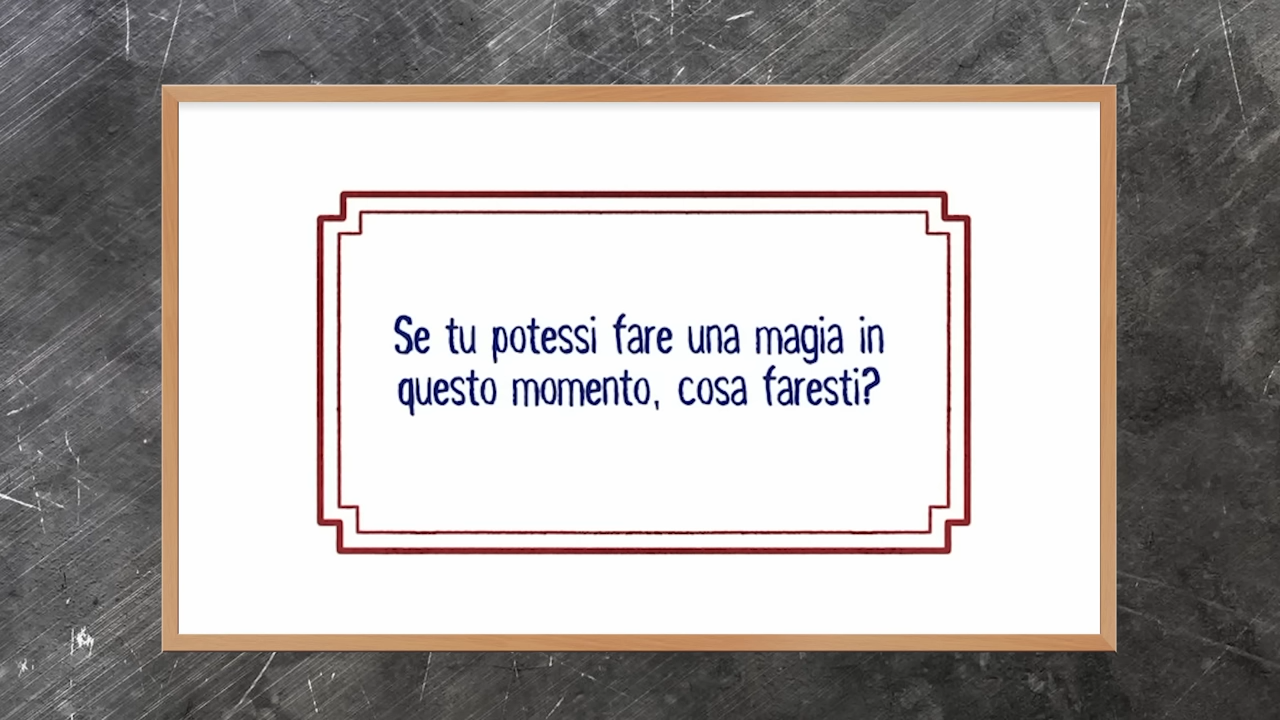 Se tu potessi fare una magia in
questo momento, cosa faresti?